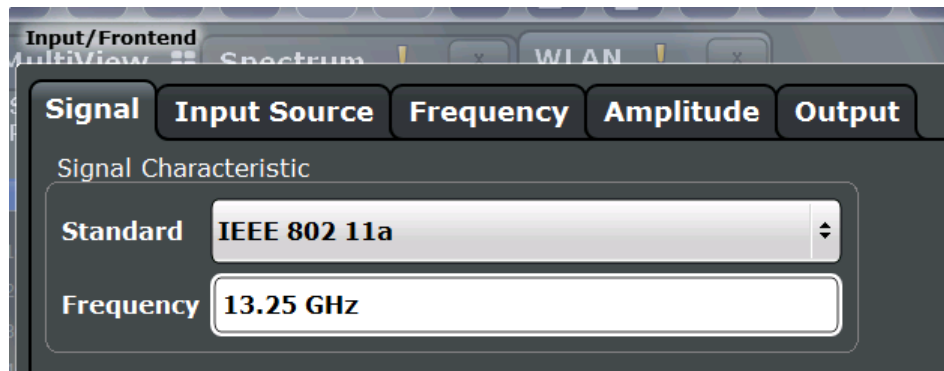 Input/Frontend
MultiView Spectrum ! x WLAN ! x
Signal Input Source Frequency Amplitude Output
Signal Characteristic
Standard IEEE 802 11a
Frequency 13.25 GHz